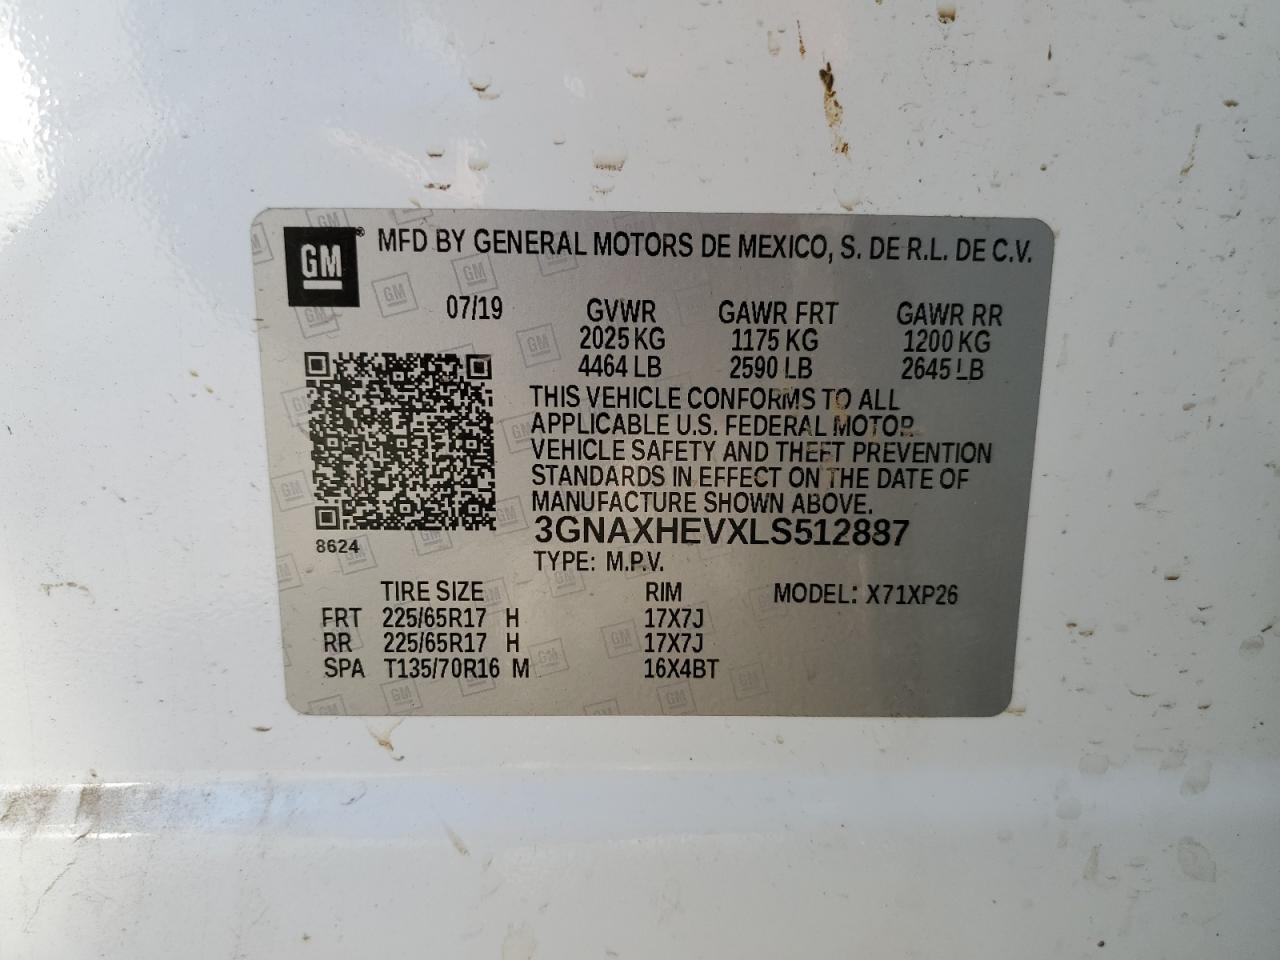 GM ® MFD BY GENERAL MOTORS DE MEXICO, S. DE R.L. DE C.V.
07/19 GVWR GAWR FRT GAWR RR
2025 KG 1175 KG 1200 KG
4464 LB 2590 LB 2645 LB
THIS VEHICLE CONFORMS TO ALL
APPLICABLE U.S. FEDERAL MOTOR
VEHICLE SAFETY AND THEFT PREVENTION
STANDARDS IN EFFECT ON THE DATE OF
MANUFACTURE SHOWN ABOVE.
3GNAXHEVXLS512887
8624
TYPE: M.P.V.
TIRE SIZE RIM MODEL: X71XP26
FRT 225/65R17 H 17X7J
RR 225/65R17 H 17X7J
SPA T135/70R16 M 16X4BT